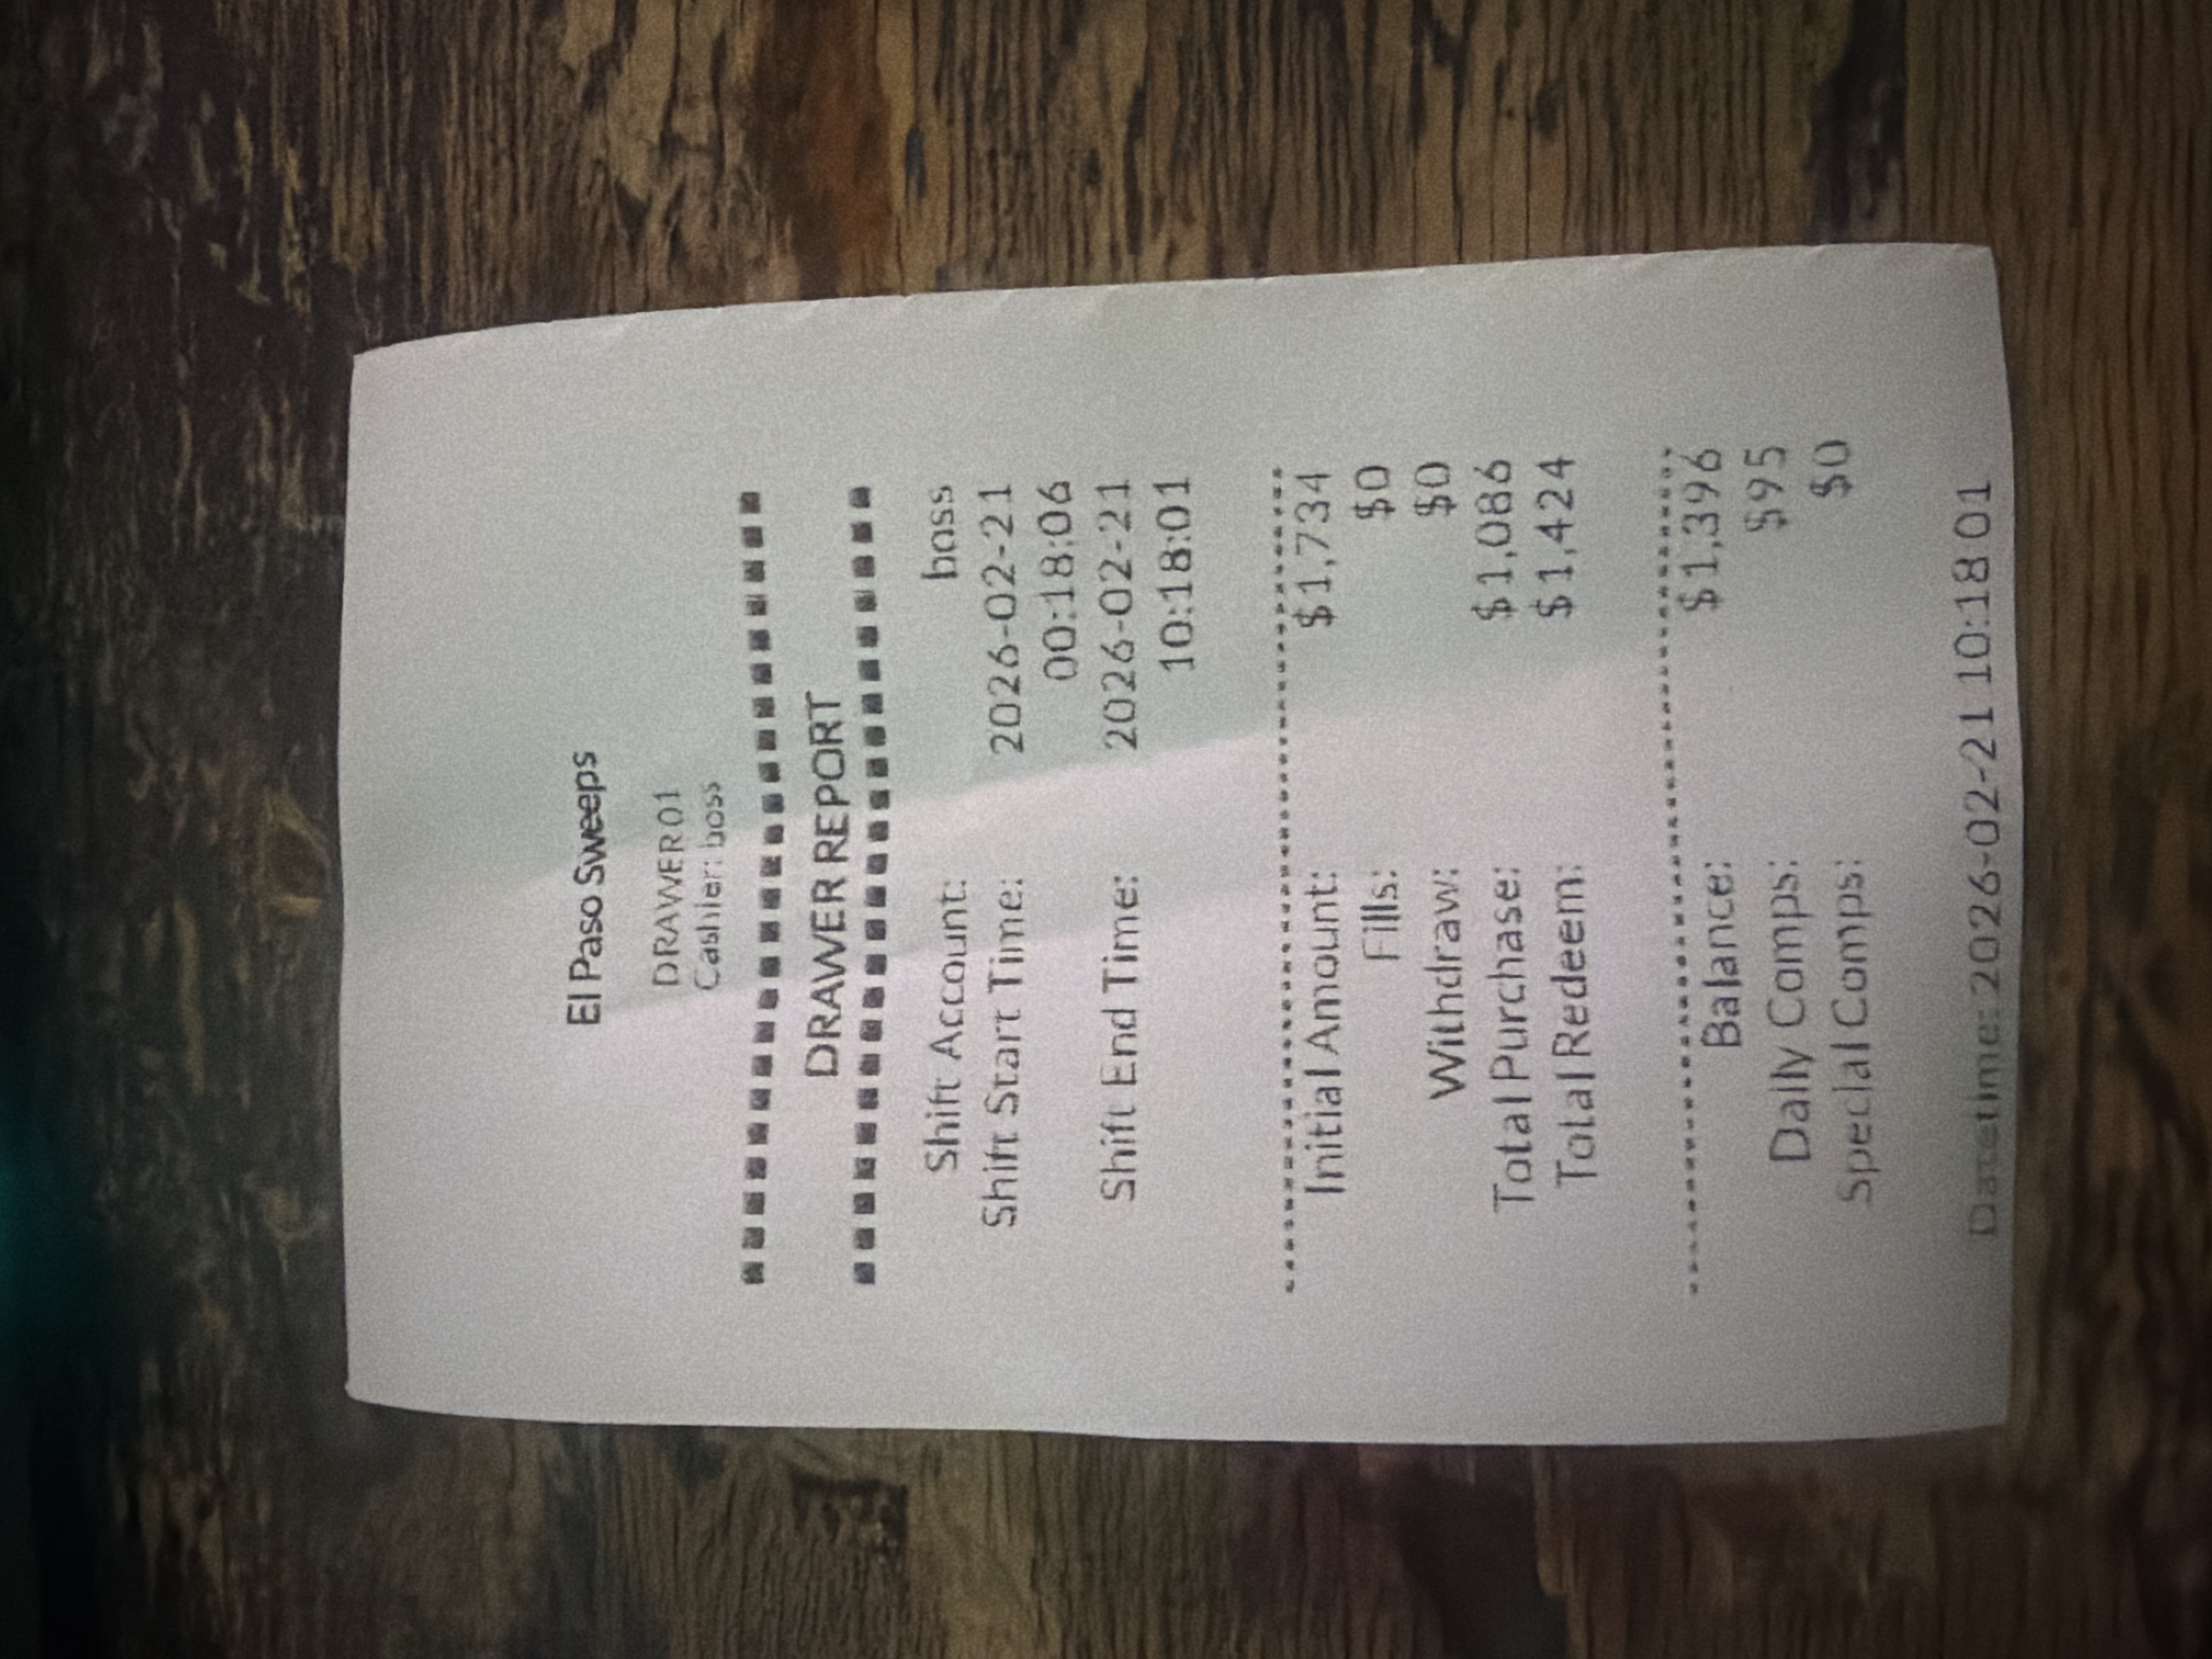 El Paso Sweeps
DRAWER01
Cashier: boss
DRAWER REPORT
Shift Account: boss
Shift Start Time: 2026-02-21
00:18:06
Shift End Time: 2026-02-21
10:18:01
Initial Amount: $1,734
Fills: $0
Withdraw: $0
Total Purchase: $1,086
Total Redeem: $1,424
Balance: $1,396
Daily Comps: $95
Special Comps: $0
Datetime: 2026-02-21 10:18:01